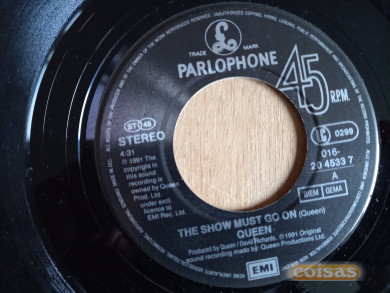 TRADE MARK
PARLOPHONE
45
R.P.M.
ST 45
STEREO
4:31
℗ 1991 The
copyright in
this sound
recording is
owned by Queen
Prod. Ltd.
under excl.
licence to
EMI Rec. Ltd.
LC 0299
016-
20 4533 7
A
BIEM GEMA
THE SHOW MUST GO ON (Queen)
QUEEN
Produced by Queen / David Richards. ℗ 1991 Original
sound recording made by: Queen Productions Ltd.
EMI
coisas